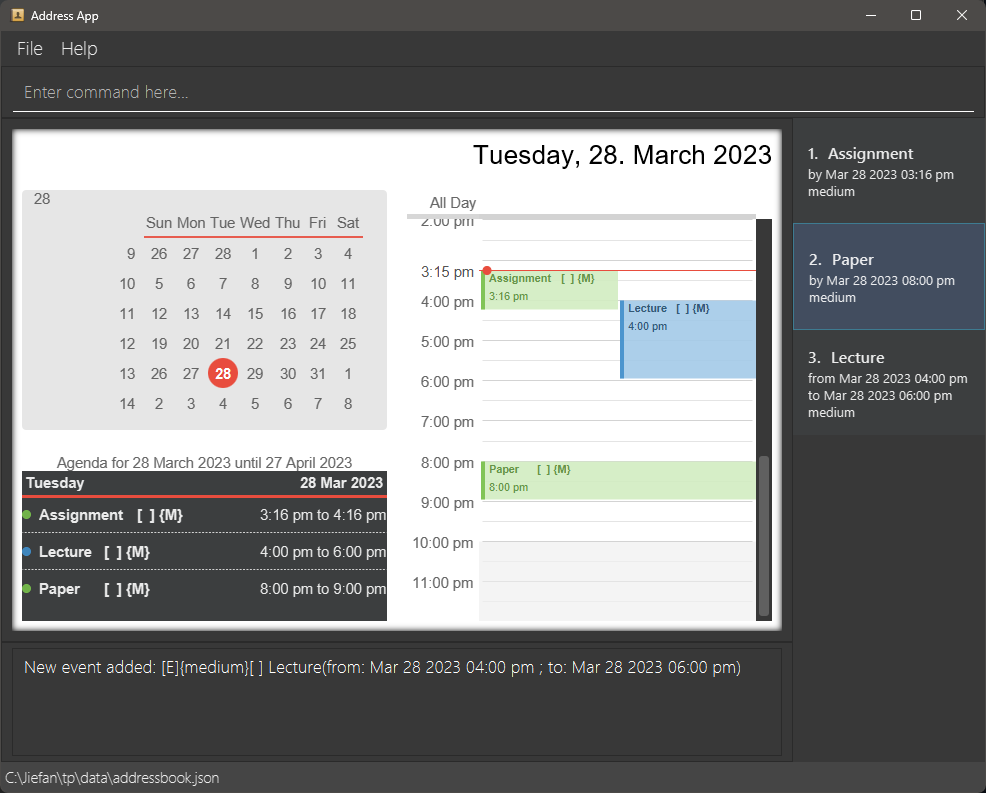 Address App
File Help
Enter command here...
Tuesday, 28. March 2023
28
Sun Mon Tue Wed Thu Fri Sat
9 26 27 28 1 2 3 4
10 5 6 7 8 9 10 11
11 12 13 14 15 16 17 18
12 19 20 21 22 23 24 25
13 26 27 28 29 30 31 1
14 2 3 4 5 6 7 8
Agenda for 28 March 2023 until 27 April 2023
Tuesday 28 Mar 2023
Assignment [ ] {M} 3:16 pm to 4:16 pm
Lecture [ ] {M} 4:00 pm to 6:00 pm
Paper [ ] {M} 8:00 pm to 9:00 pm
All Day
2:00 pm
3:15 pm
Assignment [ ] {M}
3:16 pm
4:00 pm
Lecture [ ] {M}
4:00 pm
5:00 pm
6:00 pm
7:00 pm
8:00 pm
Paper [ ] {M}
8:00 pm
9:00 pm
10:00 pm
11:00 pm
1. Assignment
by Mar 28 2023 03:16 pm
medium
2. Paper
by Mar 28 2023 08:00 pm
medium
3. Lecture
from Mar 28 2023 04:00 pm
to Mar 28 2023 06:00 pm
medium
New event added: [E]{medium}[ ] Lecture(from: Mar 28 2023 04:00 pm ; to: Mar 28 2023 06:00 pm)
C:\Jiefan\tp\data\addressbook.json